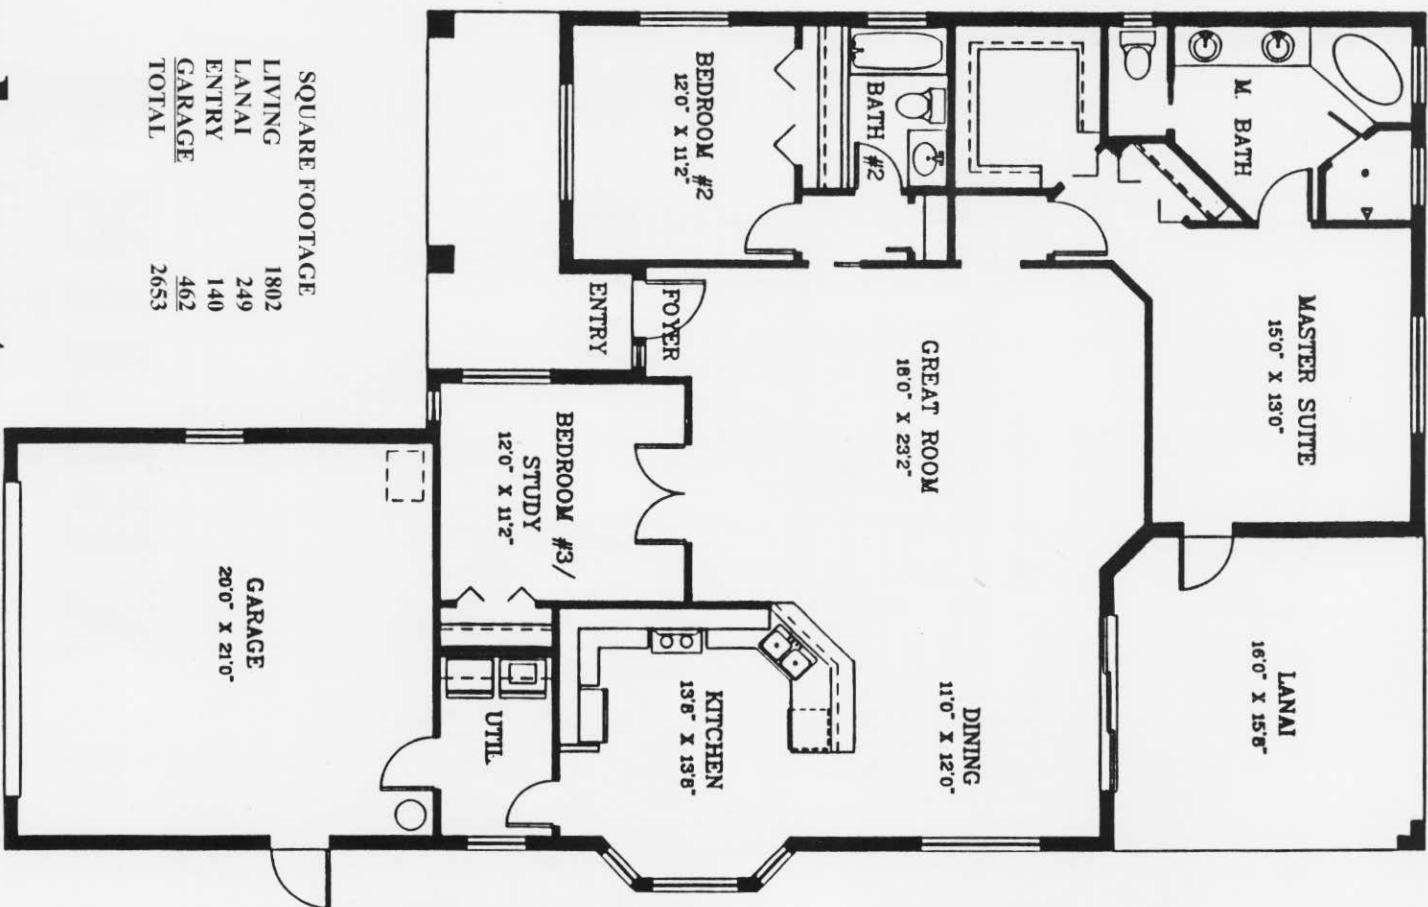 SQUARE FOOTAGE
LIVING 1802
LANAI 249
ENTRY 140
GARAGE 462
TOTAL 2653
BEDROOM #2
12'0" X 11'2"
BATH #2
M. BATH
MASTER SUITE
15'0" X 13'0"
ENTRY
FOYER
GREAT ROOM
18'0" X 23'2"
BEDROOM #3/
STUDY
12'0" X 11'2"
GARAGE
20'0" X 21'0"
UTIL
KITCHEN
13'8" X 13'8"
DINING
11'0" X 12'0"
LANAI
16'0" X 15'8"